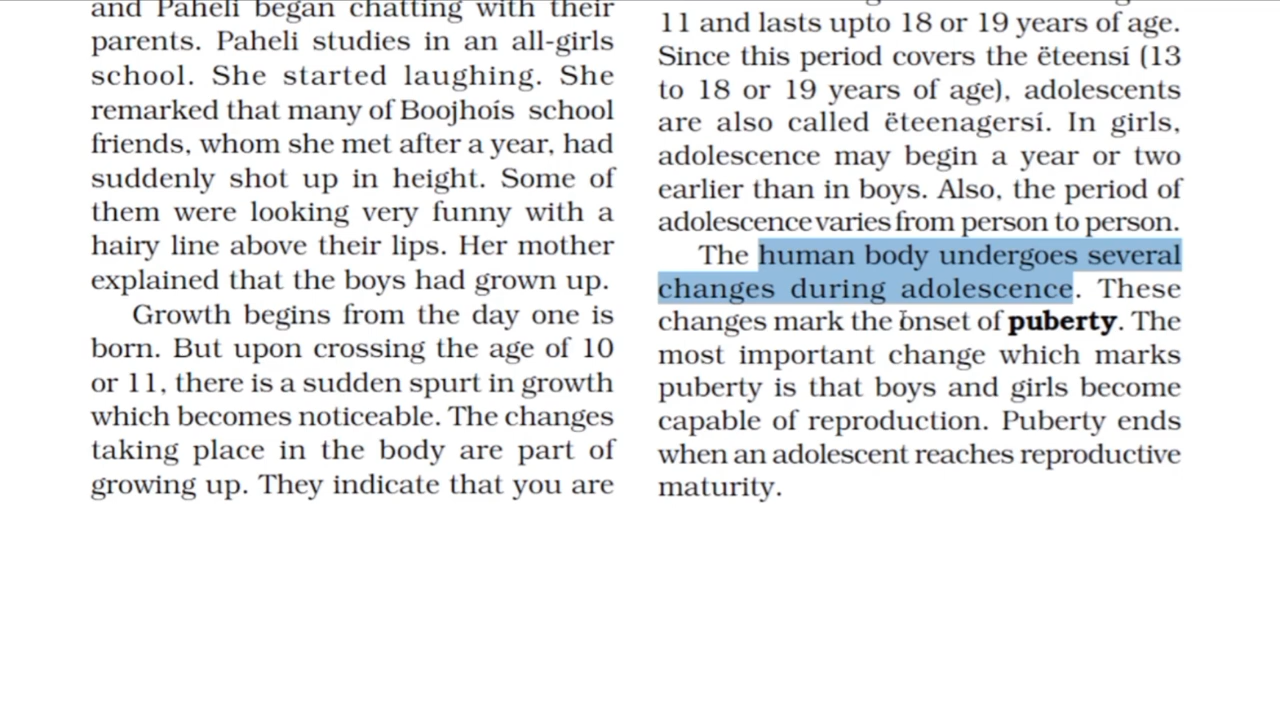 and Paheli began chatting with their
parents. Paheli studies in an all-girls
school. She started laughing. She
remarked that many of Boojhoís school
friends, whom she met after a year, had
suddenly shot up in height. Some of
them were looking very funny with a
hairy line above their lips. Her mother
explained that the boys had grown up.
Growth begins from the day one is
born. But upon crossing the age of 10
or 11, there is a sudden spurt in growth
which becomes noticeable. The changes
taking place in the body are part of
growing up. They indicate that you are
11 and lasts upto 18 or 19 years of age.
Since this period covers the ëteensí (13
to 18 or 19 years of age), adolescents
are also called ëteenagersí. In girls,
adolescence may begin a year or two
earlier than in boys. Also, the period of
adolescence varies from person to person.
The human body undergoes several
changes during adolescence. These
changes mark the onset of puberty. The
most important change which marks
puberty is that boys and girls become
capable of reproduction. Puberty ends
when an adolescent reaches reproductive
maturity.